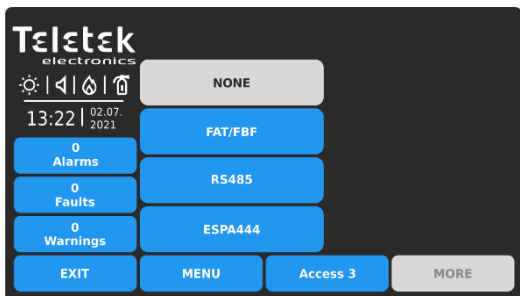 Teletek
electronics
13:22
02.07.
2021
0
Alarms
0
Faults
0
Warnings
NONE
FAT/FBF
RS485
ESPA444
EXIT
MENU
Access 3
MORE